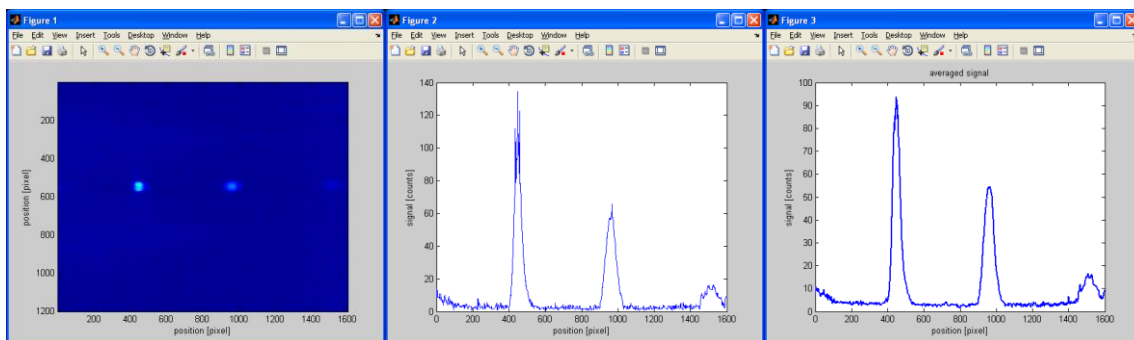 Figure 1
File Edit View Insert Tools Desktop Window Help
200
400
600
800
1000
1200
200 400 600 800 1000 1200 1400 1600
position [pixel]
position [pixel]
Figure 2
File Edit View Insert Tools Desktop Window Help
140
120
100
80
60
40
20
0
0 200 400 600 800 1000 1200 1400 1600
signal [counts]
position [pixel]
Figure 3
File Edit View Insert Tools Desktop Window Help
averaged signal
100
90
80
70
60
50
40
30
20
10
0
0 200 400 600 800 1000 1200 1400 1600
signal [counts]
position [pixel]